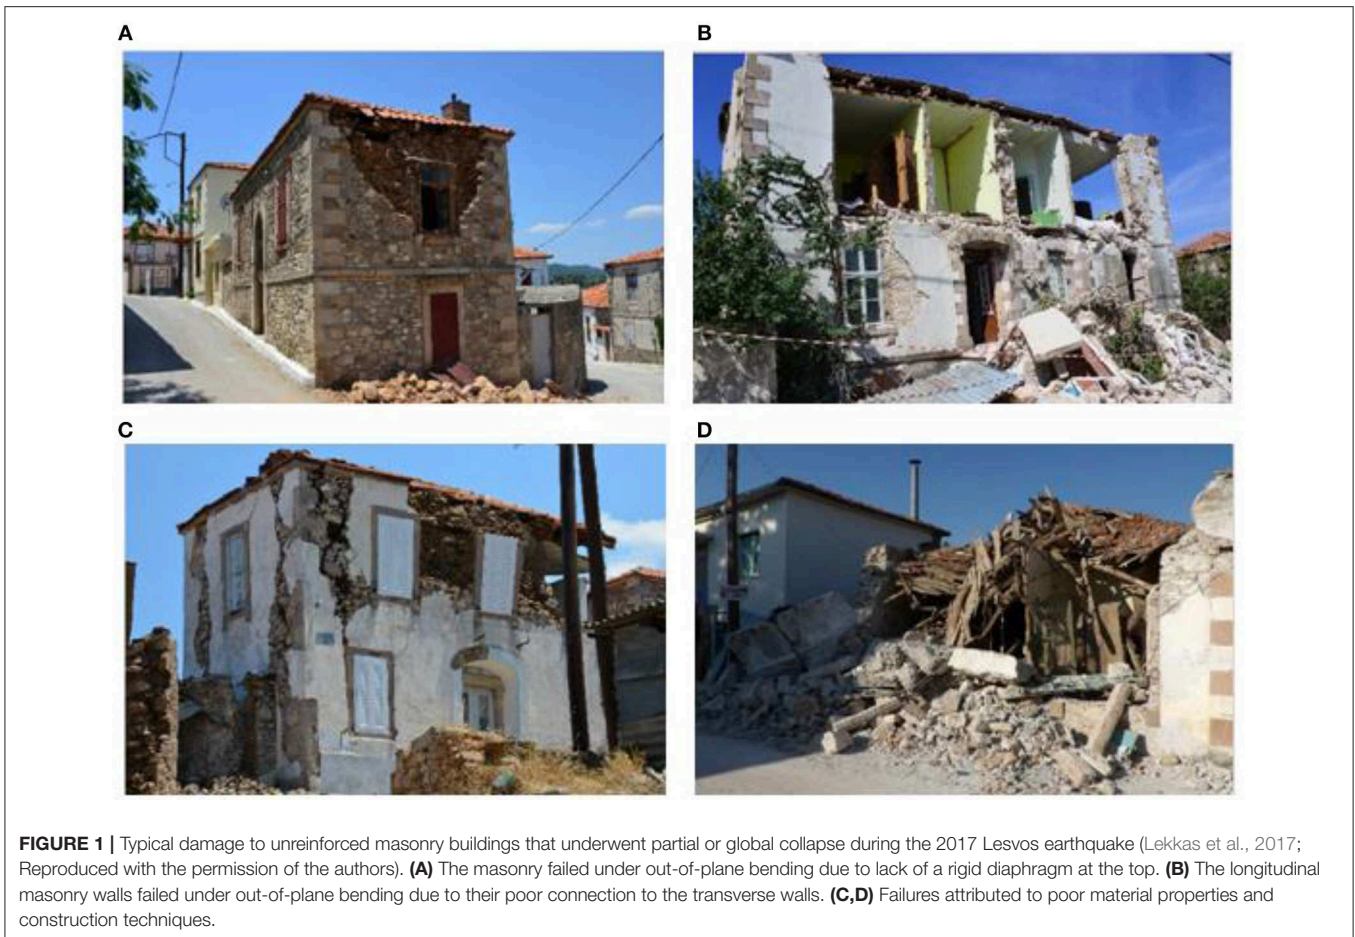 A
B
C
D
FIGURE 1 | Typical damage to unreinforced masonry buildings that underwent partial or global collapse during the 2017 Lesvos earthquake (Lekkas et al., 2017;
Reproduced with the permission of the authors). (A) The masonry failed under out-of-plane bending due to lack of a rigid diaphragm at the top. (B) The longitudinal
masonry walls failed under out-of-plane bending due to their poor connection to the transverse walls. (C,D) Failures attributed to poor material properties and
construction techniques.